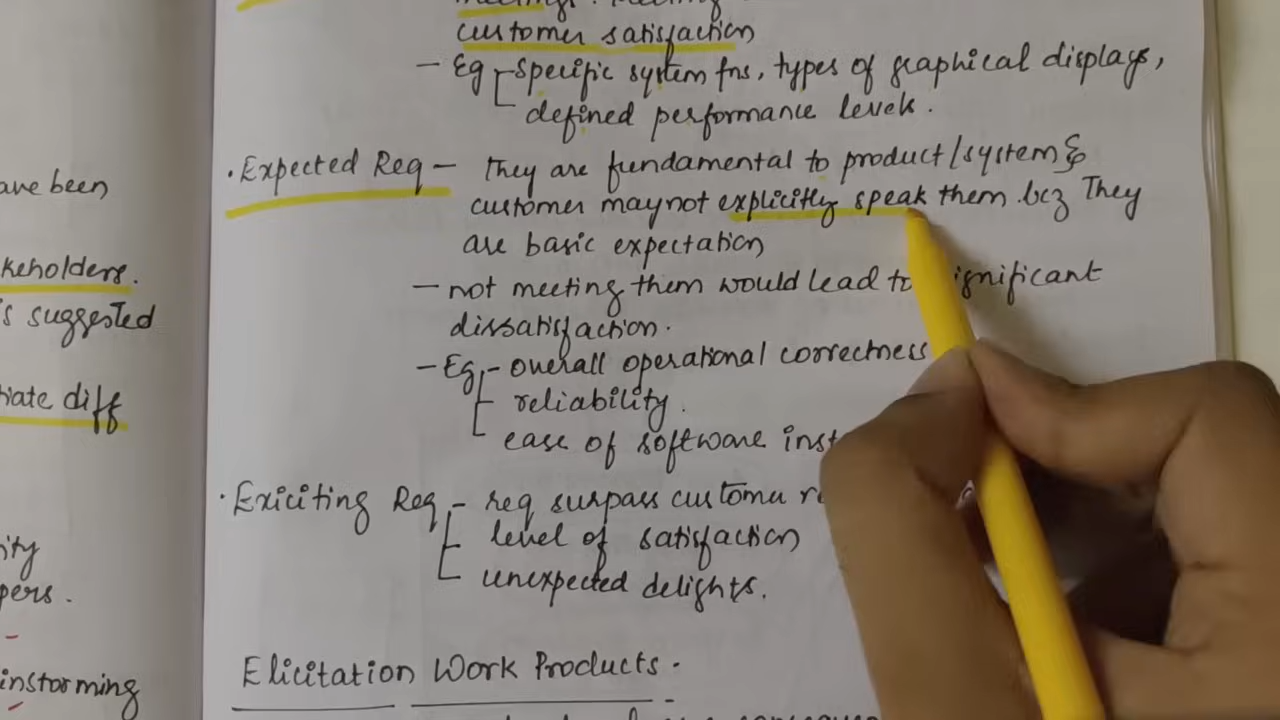 customer satisfaction
- Eg - specific system fns, types of graphical displays,
defined performance levels.
ave been
· Expected Req - They are fundamental to product/system &
customer may not explicitly speak them bcz They
are basic expectation
keholders.
- not meeting them would lead to ignificant
s suggested
dissatisfaction.
- Eg - overall operational correctness
iate diff
reliability.
ease of software inst
· Exiciting Req - req surpass customer r
level of satisfaction
ity
unexpected delights.
pers.
Elicitation Work Products.
instorming